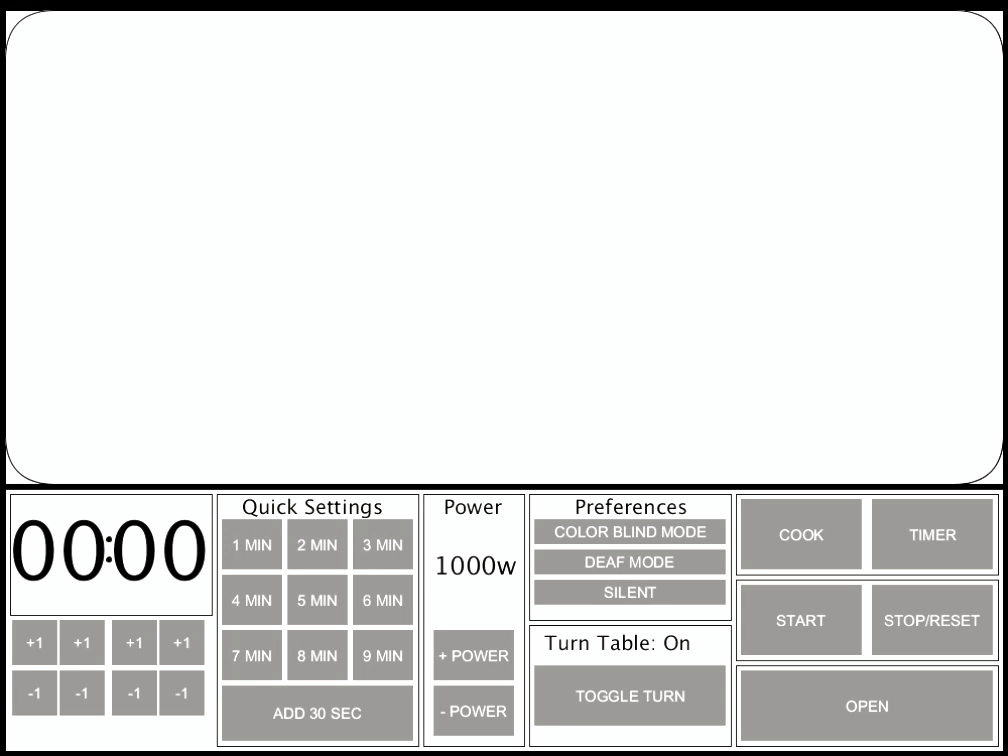 00:00
+1 +1 +1 +1
-1 -1 -1 -1
Quick Settings
1 MIN 2 MIN 3 MIN
4 MIN 5 MIN 6 MIN
7 MIN 8 MIN 9 MIN
ADD 30 SEC
Power
1000w
+ POWER
- POWER
Preferences
COLOR BLIND MODE
DEAF MODE
SILENT
Turn Table: On
TOGGLE TURN
COOK TIMER
START STOP/RESET
OPEN